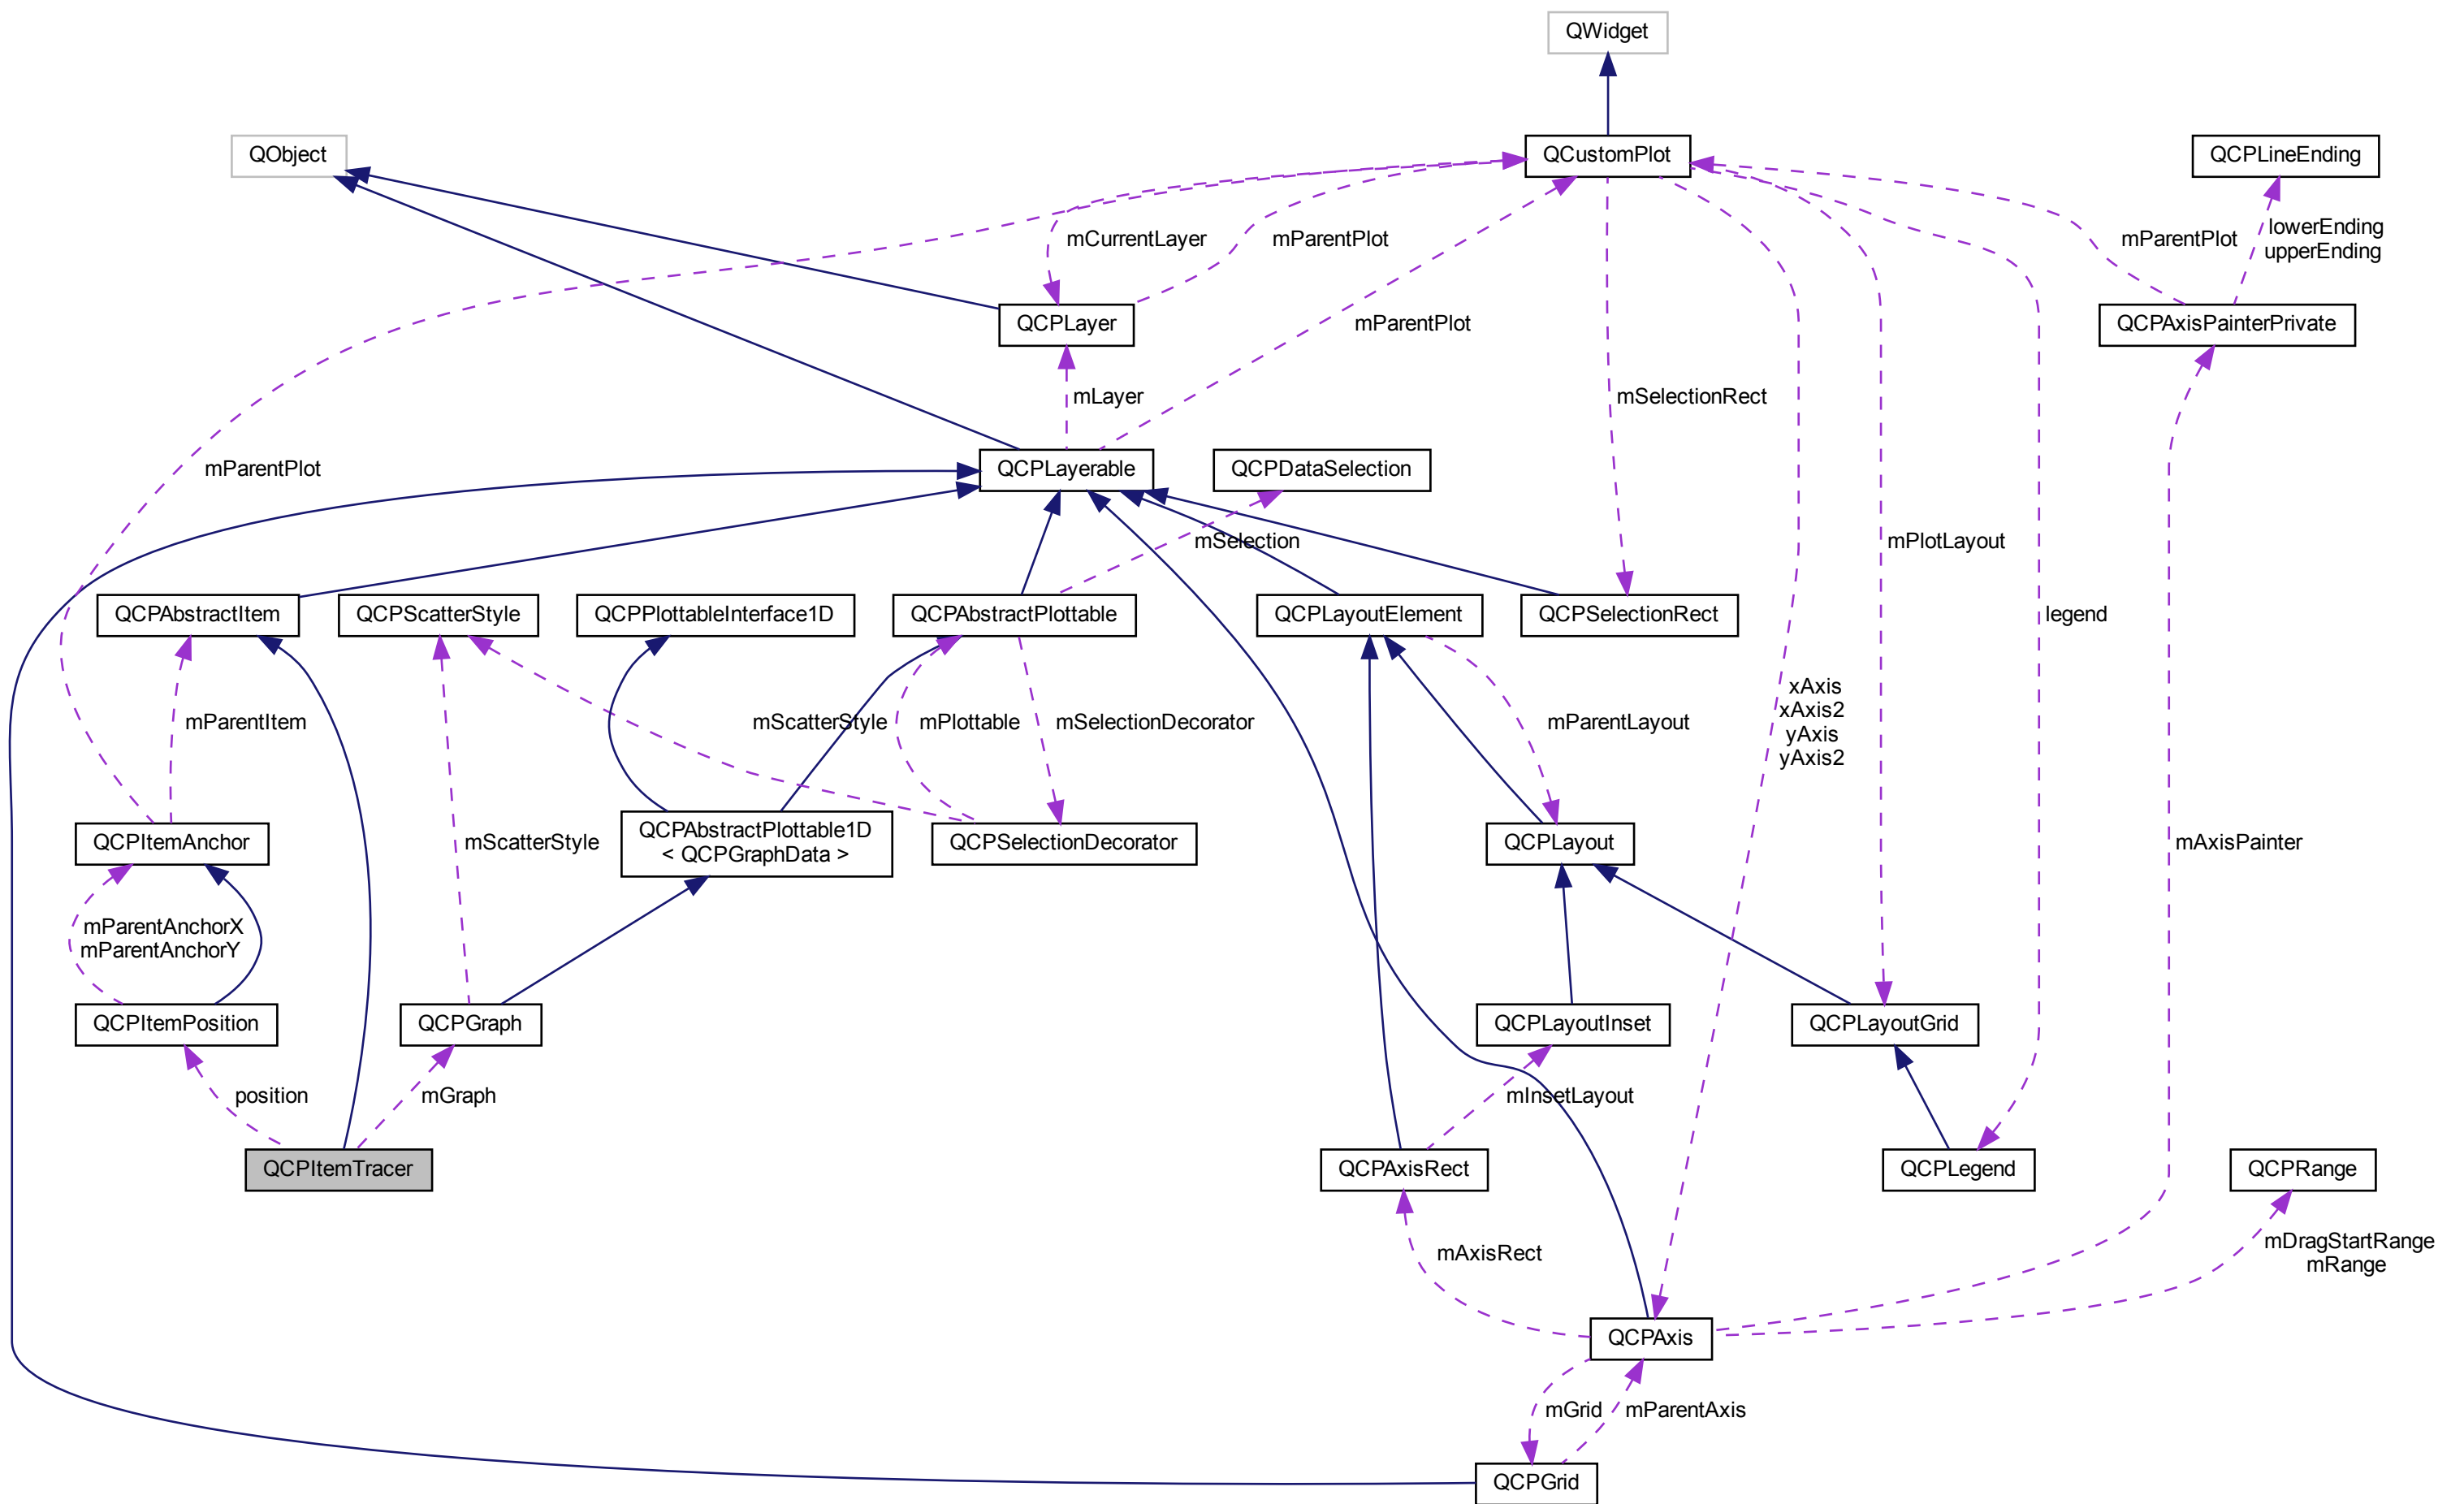 QWidget
QObject
QCustomPlot
QCPLineEnding
mCurrentLayer
mParentPlot
mParentPlot
lowerEnding
upperEnding
QCPLayer
QCPAxisPainterPrivate
mParentPlot
mLayer
mSelectionRect
mParentPlot
QCPLayerable
QCPDataSelection
mSelection
mPlotLayout
QCPAbstractItem
QCPScatterStyle
QCPPlottableInterface1D
QCPAbstractPlottable
QCPLayoutElement
QCPSelectionRect
legend
mParentItem
mScatterStyle
mPlottable
mSelectionDecorator
mParentLayout
xAxis
xAxis2
yAxis
yAxis2
QCPItemAnchor
mScatterStyle
QCPAbstractPlottable1D
< QCPGraphData >
QCPSelectionDecorator
QCPLayout
mAxisPainter
mParentAnchorX
mParentAnchorY
QCPItemPosition
QCPGraph
QCPLayoutInset
QCPLayoutGrid
position
mGraph
mInsetLayout
QCPItemTracer
QCPAxisRect
QCPLegend
QCPRange
mAxisRect
mDragStartRange
mRange
QCPAxis
mGrid
mParentAxis
QCPGrid